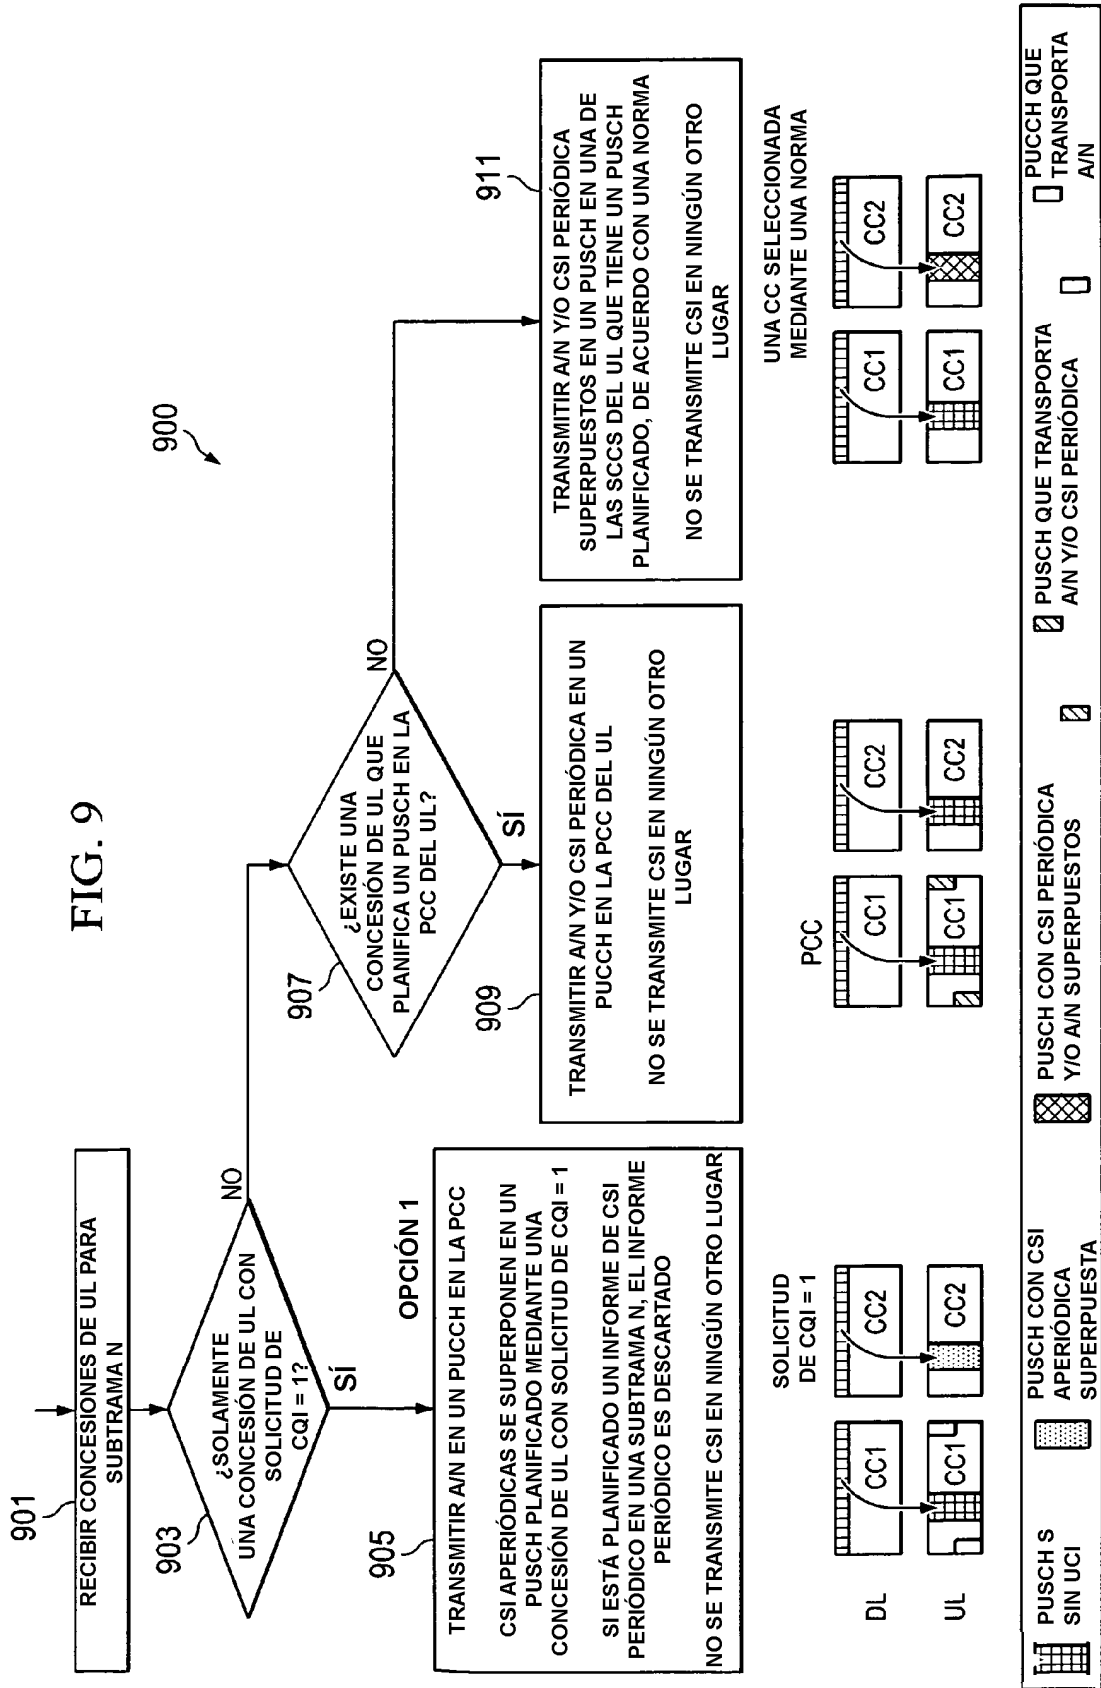 FIG. 9
900
901
RECIBIR CONCESIONES DE UL PARA
SUBTRAMA N
903
¿SOLAMENTE
UNA CONCESIÓN DE UL CON
SOLICITUD DE
CQI = 1?
NO
SÍ
OPCIÓN 1
905
TRANSMITIR A/N EN UN PUCCH EN LA PCC
CSI APERIÓDICAS SE SUPERPONEN EN UN
PUSCH PLANIFICADO MEDIANTE UNA
CONCESIÓN DE UL CON SOLICITUD DE CQI = 1
SI ESTÁ PLANIFICADO UN INFORME DE CSI
PERIÓDICO EN UNA SUBTRAMA N, EL INFORME
PERIÓDICO ES DESCARTADO
NO SE TRANSMITE CSI EN NINGÚN OTRO LUGAR
907
¿EXISTE UNA
CONCESIÓN DE UL QUE
PLANIFICA UN PUSCH EN LA
PCC DEL UL?
NO
SÍ
909
TRANSMITIR A/N Y/O CSI PERIÓDICA EN UN
PUCCH EN LA PCC DEL UL
NO SE TRANSMITE CSI EN NINGÚN OTRO
LUGAR
911
TRANSMITIR A/N Y/O CSI PERIÓDICA
SUPERPUESTOS EN UN PUSCH EN UNA DE
LAS SCCS DEL UL QUE TIENE UN PUSCH
PLANIFICADO, DE ACUERDO CON UNA NORMA
NO SE TRANSMITE CSI EN NINGÚN OTRO
LUGAR
SOLICITUD
DE CQI = 1
PCC
UNA CC SELECCIONADA
MEDIANTE UNA NORMA
DL
CC1
CC2
CC1
CC2
CC1
CC2
UL
CC1
CC2
CC1
CC2
CC1
CC2
PUSCH S
SIN UCI
PUSCH CON CSI
APERIÓDICA
SUPERPUESTA
PUSCH CON CSI PERIÓDICA
Y/O A/N SUPERPUESTOS
PUSCH QUE TRANSPORTA
A/N Y/O CSI PERIÓDICA
PUCCH QUE
TRANSPORTA
A/N